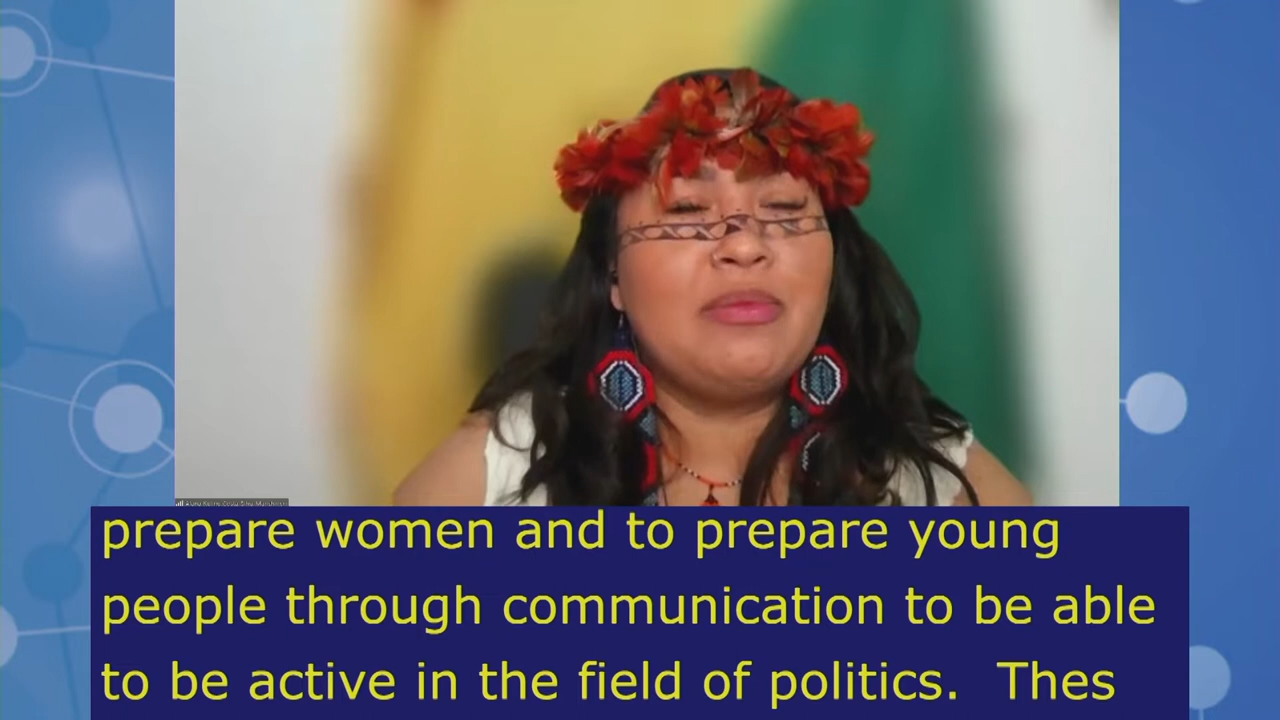 prepare women and to prepare young
people through communication to be able
to be active in the field of politics.  Thes